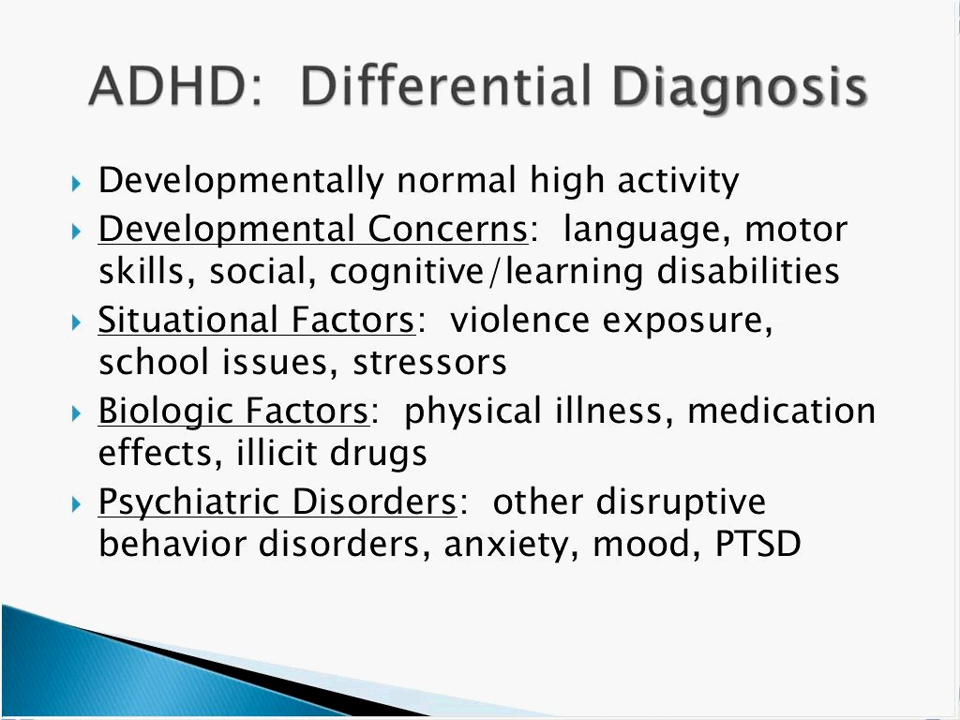 ADHD:  Differential Diagnosis
Developmentally normal high activity
Developmental Concerns:  language, motor
skills, social, cognitive/learning disabilities
Situational Factors:  violence exposure,
school issues, stressors
Biologic Factors:  physical illness, medication
effects, illicit drugs
Psychiatric Disorders:  other disruptive
behavior disorders, anxiety, mood, PTSD